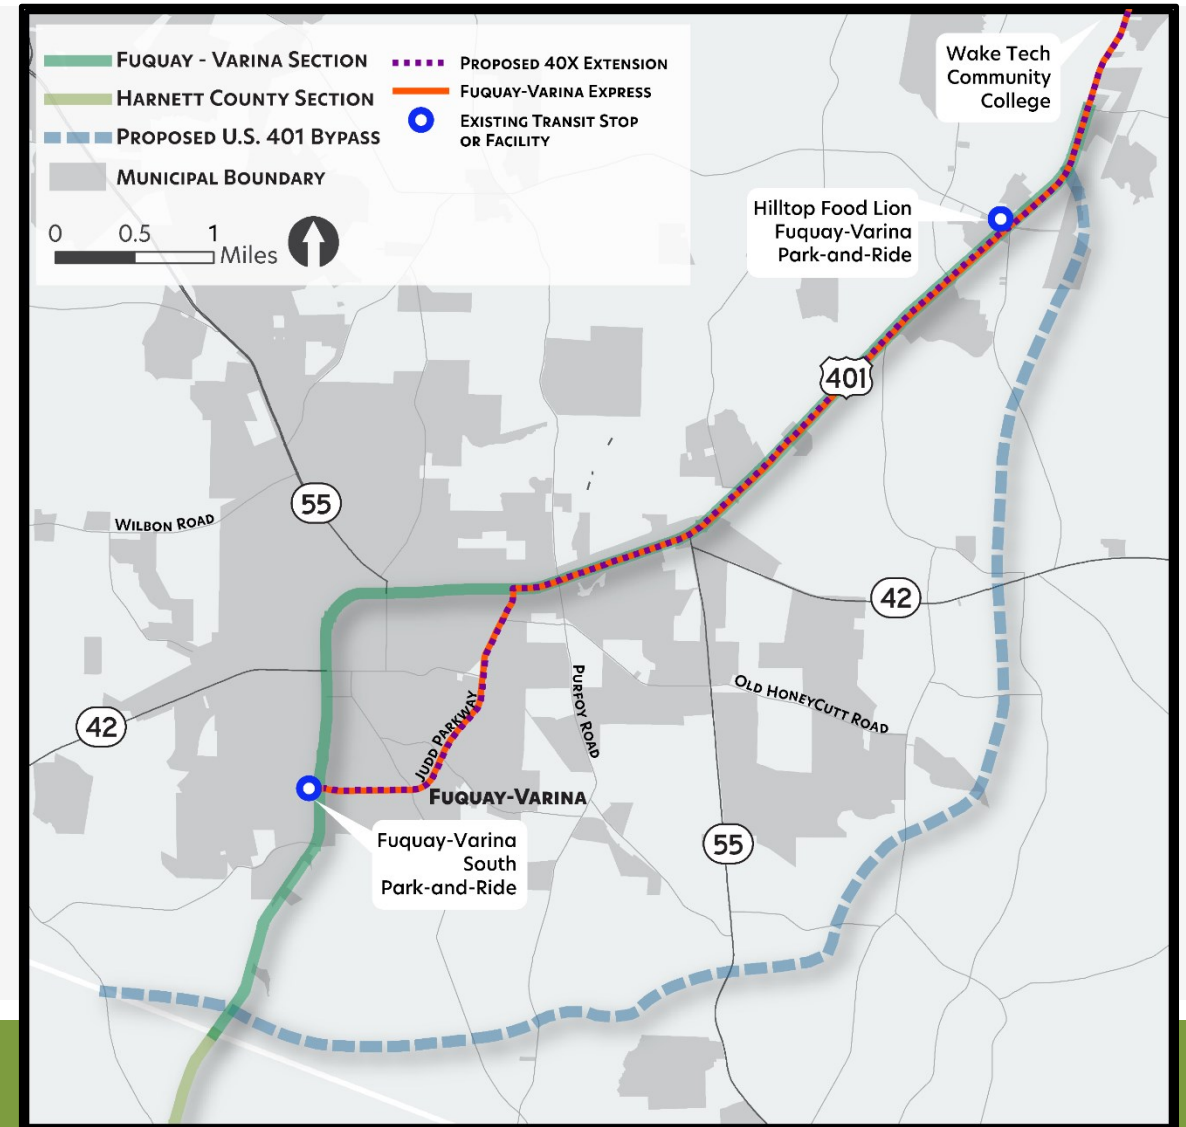 FUQUAY - VARINA SECTION
HARNETT COUNTY SECTION
PROPOSED U.S. 401 BYPASS
MUNICIPAL BOUNDARY
PROPOSED 40X EXTENSION
FUQUAY-VARINA EXPRESS
EXISTING TRANSIT STOP
OR FACILITY
0 0.5 1
Miles
Wake Tech
Community
College
Hilltop Food Lion
Fuquay-Varina
Park-and-Ride
401
55
WILBON ROAD
42
PURFOY ROAD
OLD HONEYCUTT ROAD
42
JUDD PARKWAY
FUQUAY-VARINA
Fuquay-Varina
South
Park-and-Ride
55